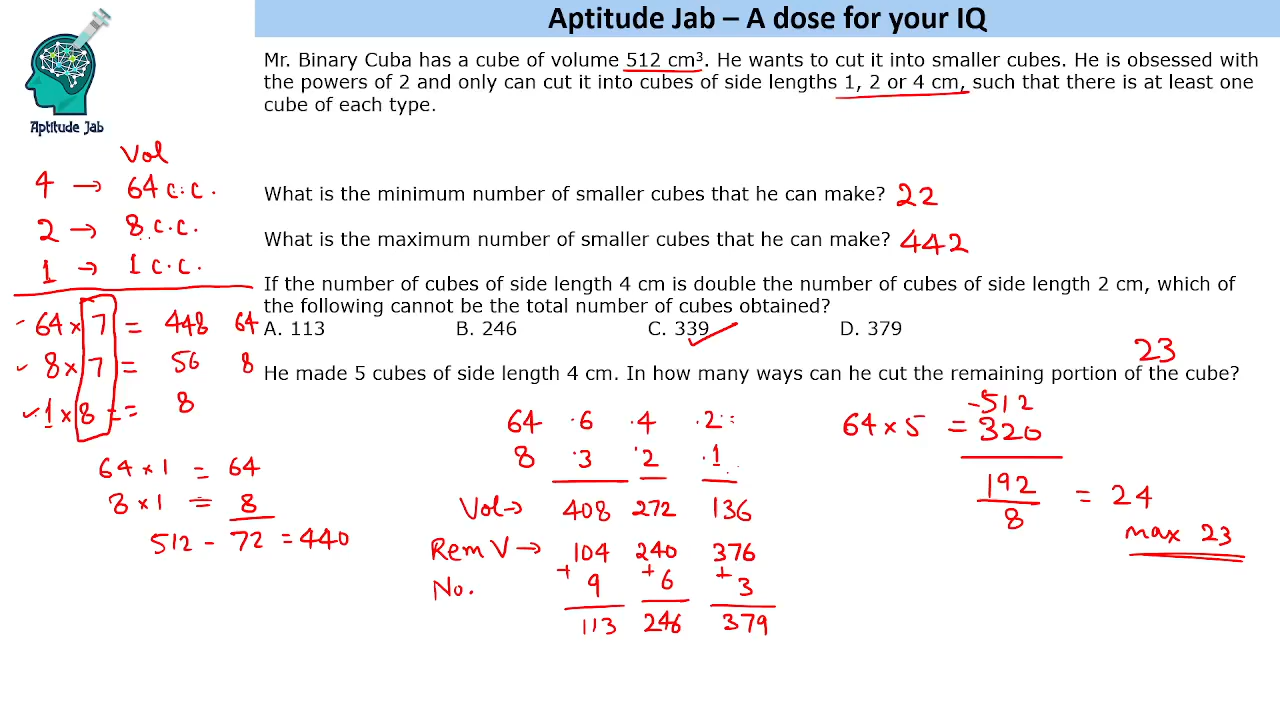 Aptitude Jab – A dose for your IQ
Aptitude Jab
Mr. Binary Cuba has a cube of volume 512 cm³. He wants to cut it into smaller cubes. He is obsessed with
the powers of 2 and only can cut it into cubes of side lengths 1, 2 or 4 cm, such that there is at least one
cube of each type.
Vol
4 → 64 c.c.
2 → 8 c.c.
1 → 1 c.c.
What is the minimum number of smaller cubes that he can make? 22
What is the maximum number of smaller cubes that he can make? 442
If the number of cubes of side length 4 cm is double the number of cubes of side length 2 cm, which of
the following cannot be the total number of cubes obtained?
A. 113 B. 246 C. 339 D. 379
64 × 7 = 448 64
8 × 7 = 56 8
1 × 8 = 8
64 × 1 = 64
8 × 1 = 8
512 - 72 = 440
23
He made 5 cubes of side length 4 cm. In how many ways can he cut the remaining portion of the cube?
64 · 6 · 4 · 2
8 · 3 · 2 · 1
Vol → 408 272 136
Rem V → 104 240 376
No. + 9 + 6 + 3
113 246 379
- 512
64 × 5 = 320
192
8
= 24
max 23